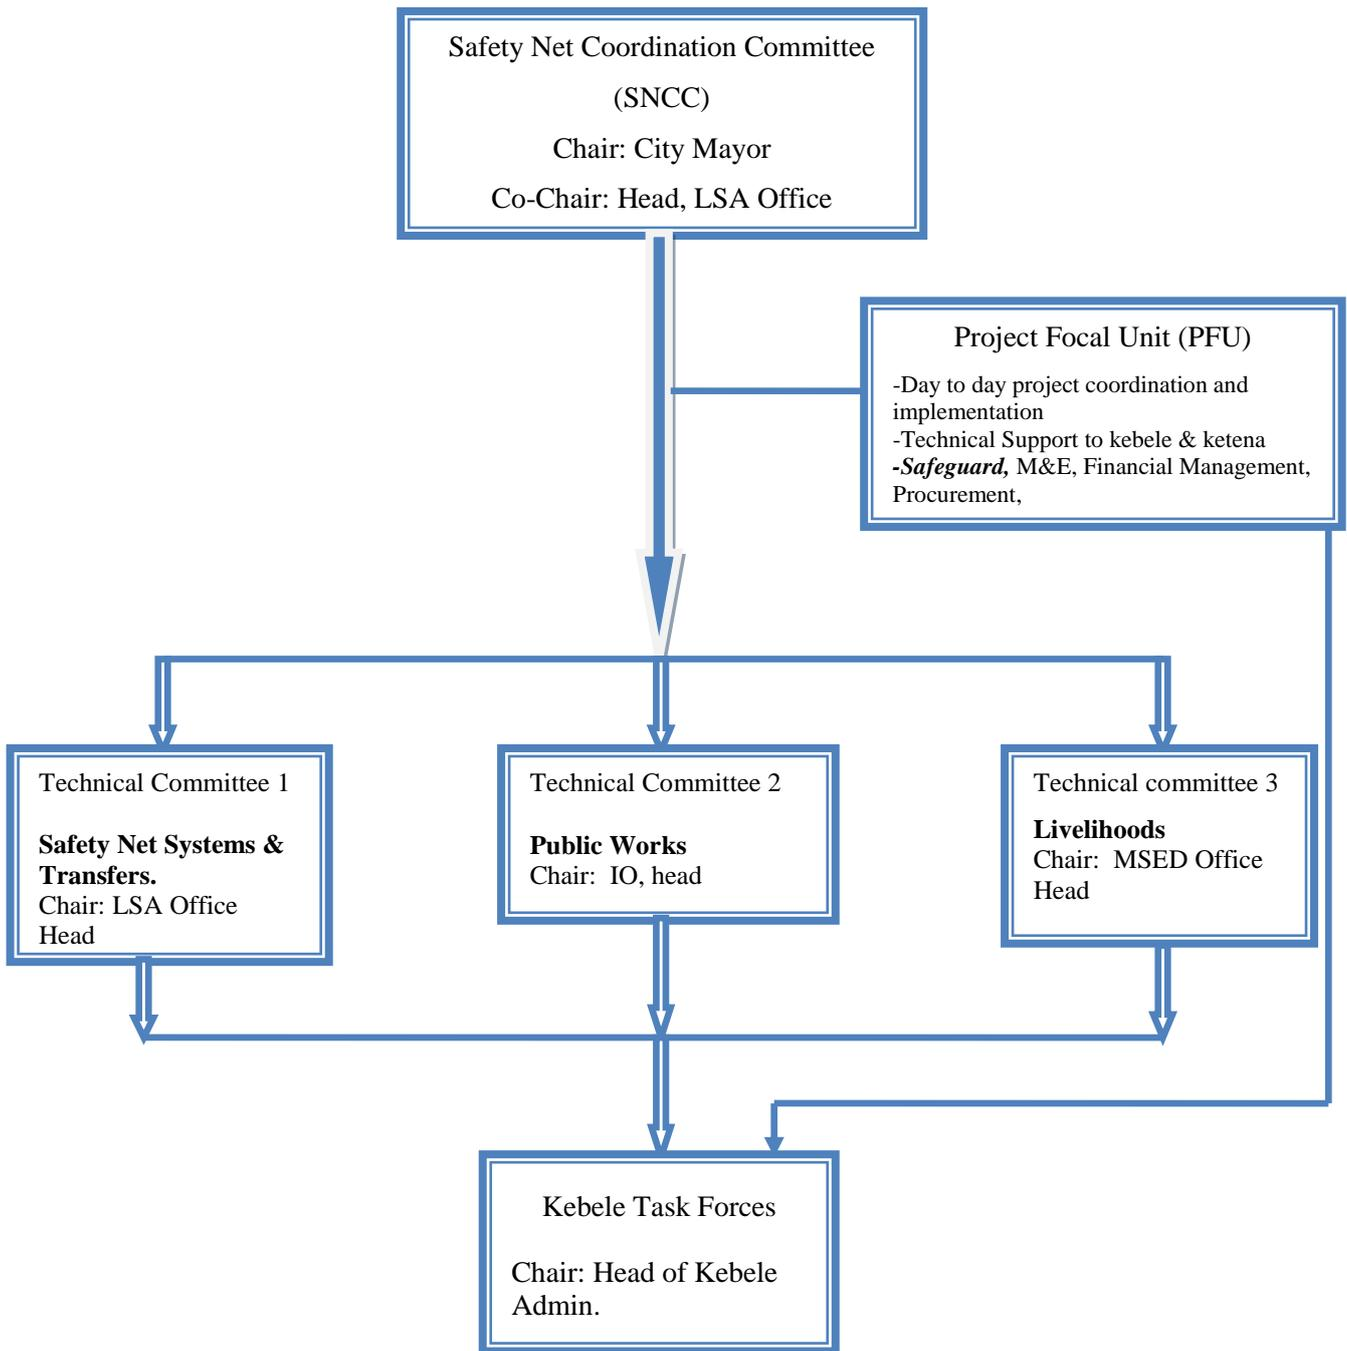 Safety Net Coordination Committee
(SNCC)
Chair: City Mayor
Co-Chair: Head, LSA Office
Project Focal Unit (PFU)
-Day to day project coordination and
implementation
-Technical Support to kebele & ketena
-Safeguard, M&E, Financial Management,
Procurement,
Technical Committee 1
Safety Net Systems &
Transfers.
Chair: LSA Office
Head
Technical Committee 2
Public Works
Chair:  IO, head
Technical committee 3
Livelihoods
Chair:  MSED Office
Head
Kebele Task Forces
Chair: Head of Kebele
Admin.